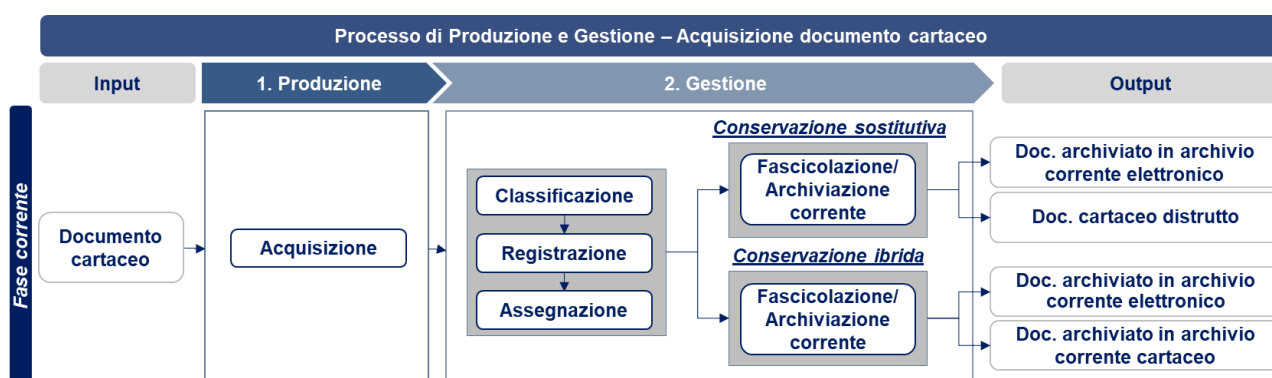 Processo di Produzione e Gestione – Acquisizione documento cartaceo
Input
1. Produzione
2. Gestione
Output
Fase corrente
Documento
cartaceo
Acquisizione
Classificazione
Registrazione
Assegnazione
Conservazione sostitutiva
Fascicolazione/
Archiviazione
corrente
Conservazione ibrida
Fascicolazione/
Archiviazione
corrente
Doc. archiviato in archivio
corrente elettronico
Doc. cartaceo distrutto
Doc. archiviato in archivio
corrente elettronico
Doc. archiviato in archivio
corrente cartaceo